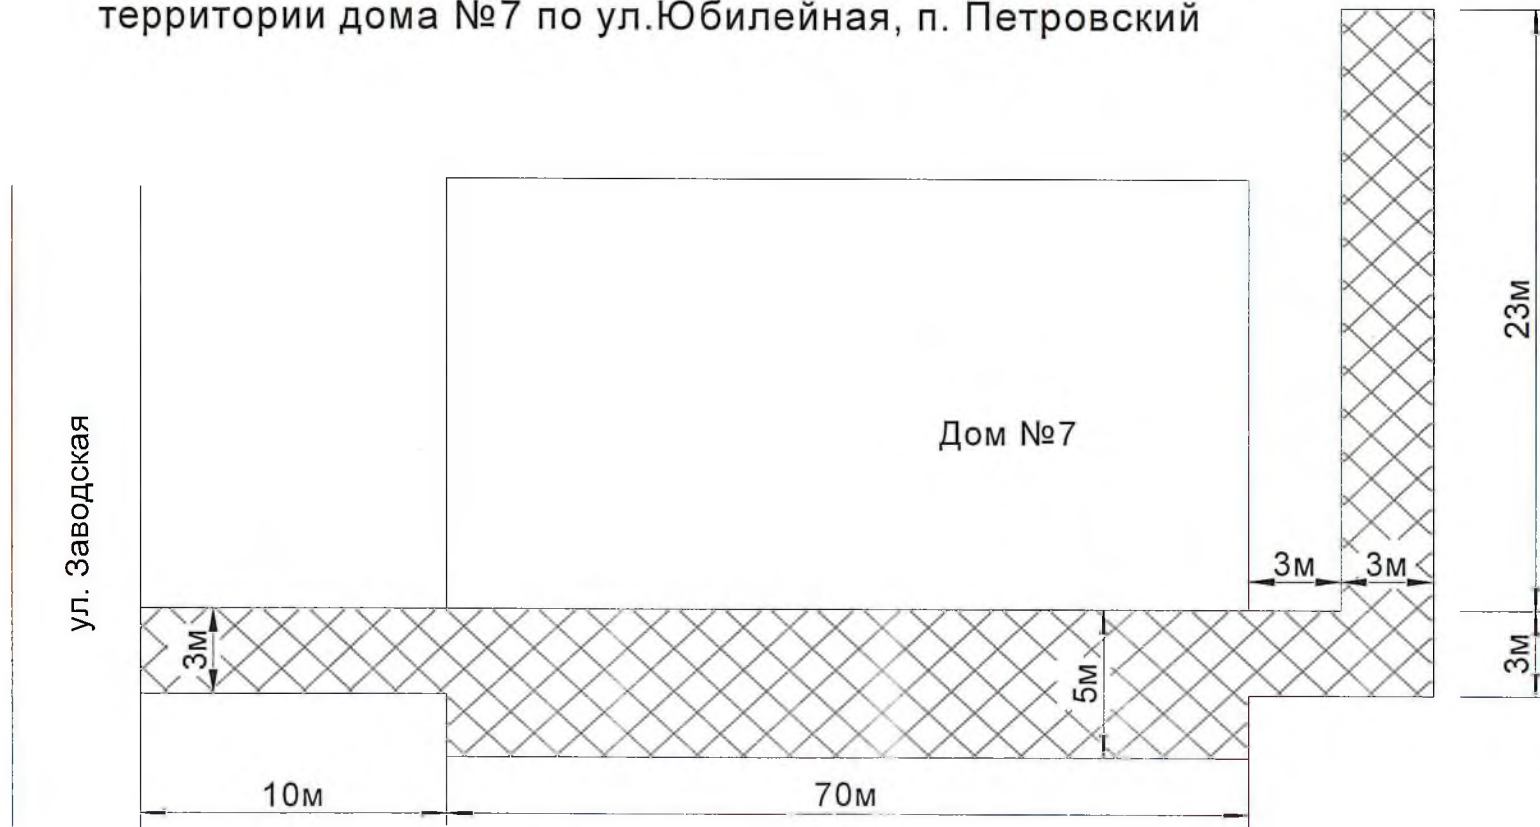 территории дома №7 по ул.Юбилейная, п. Петровский
23м
ул. Заводская
Дом №7
3м
3м
3м
5м
3м
10м
70м